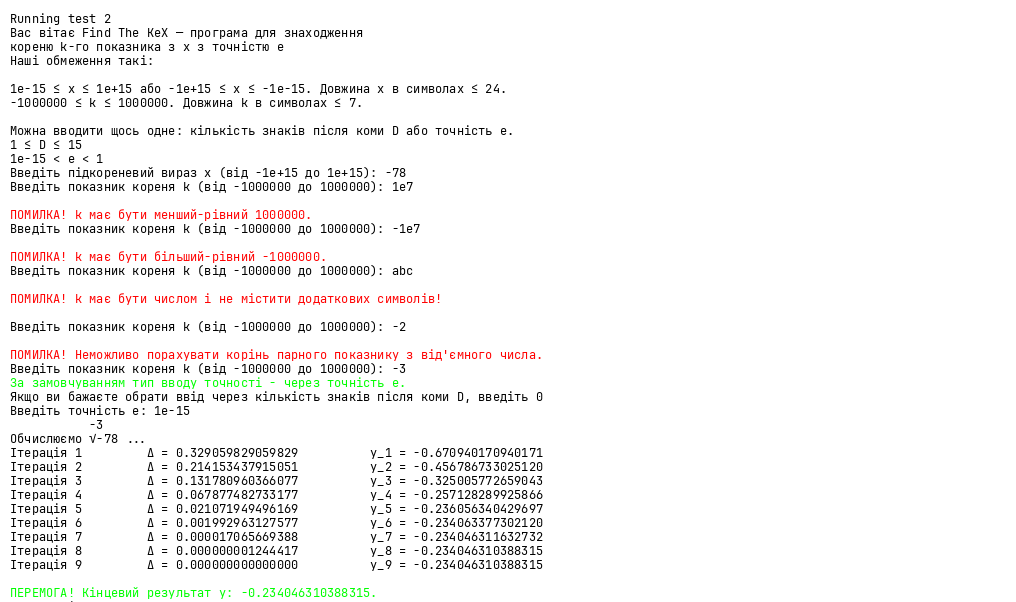 Running test 2
Вас вітає Find The KeX — програма для знаходження
кореню k-го показника з x з точністю e
Наші обмеження такі:
1e-15 ≤ x ≤ 1e+15 або -1e+15 ≤ x ≤ -1e-15. Довжина x в символах ≤ 24.
-1000000 ≤ k ≤ 1000000. Довжина k в символах ≤ 7.
Можна вводити щось одне: кількість знаків після коми D або точність e.
1 ≤ D ≤ 15
1e-15 < e < 1
Введіть підкореневий вираз x (від -1e+15 до 1e+15): -78
Введіть показник кореня k (від -1000000 до 1000000): 1e7
ПОМИЛКА! k має бути менший-рівний 1000000.
Введіть показник кореня k (від -1000000 до 1000000): -1e7
ПОМИЛКА! k має бути більший-рівний -1000000.
Введіть показник кореня k (від -1000000 до 1000000): abc
ПОМИЛКА! k має бути числом і не містити додаткових символів!
Введіть показник кореня k (від -1000000 до 1000000): -2
ПОМИЛКА! Неможливо порахувати корінь парного показнику з від'ємного числа.
Введіть показник кореня k (від -1000000 до 1000000): -3
За замовчуванням тип вводу точності - через точність e.
Якщо ви бажаєте обрати ввід через кількість знаків після коми D, введіть 0
Введіть точність e: 1e-15
-3
Обчислюємо √-78 ...
Ітерація 1 Δ = 0.329059829059829 y_1 = -0.670940170940171
Ітерація 2 Δ = 0.214153437915051 y_2 = -0.456786733025120
Ітерація 3 Δ = 0.131780960366077 y_3 = -0.325005772659043
Ітерація 4 Δ = 0.067877482733177 y_4 = -0.257128289925866
Ітерація 5 Δ = 0.021071949496169 y_5 = -0.236056340429697
Ітерація 6 Δ = 0.001992963127577 y_6 = -0.234063377302120
Ітерація 7 Δ = 0.000017065669388 y_7 = -0.234046311632732
Ітерація 8 Δ = 0.000000001244417 y_8 = -0.234046310388315
Ітерація 9 Δ = 0.000000000000000 y_9 = -0.234046310388315
ПЕРЕМОГА! Кінцевий результат y: -0.234046310388315.